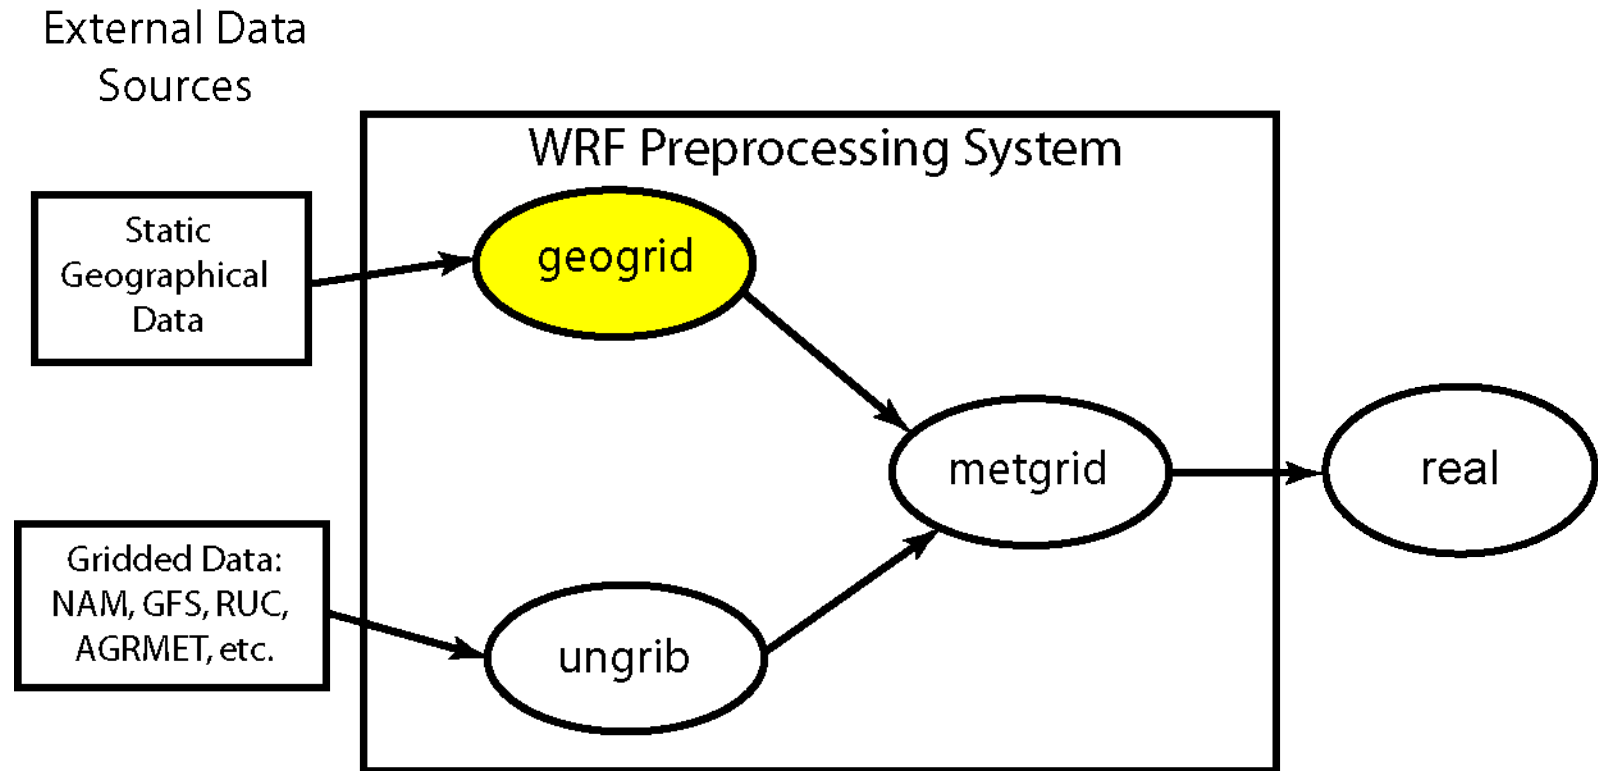 External Data
Sources
WRF Preprocessing System
Static
Geographical
Data
geogrid
metgrid
real
Gridded Data:
NAM, GFS, RUC,
AGRMET, etc.
ungrib